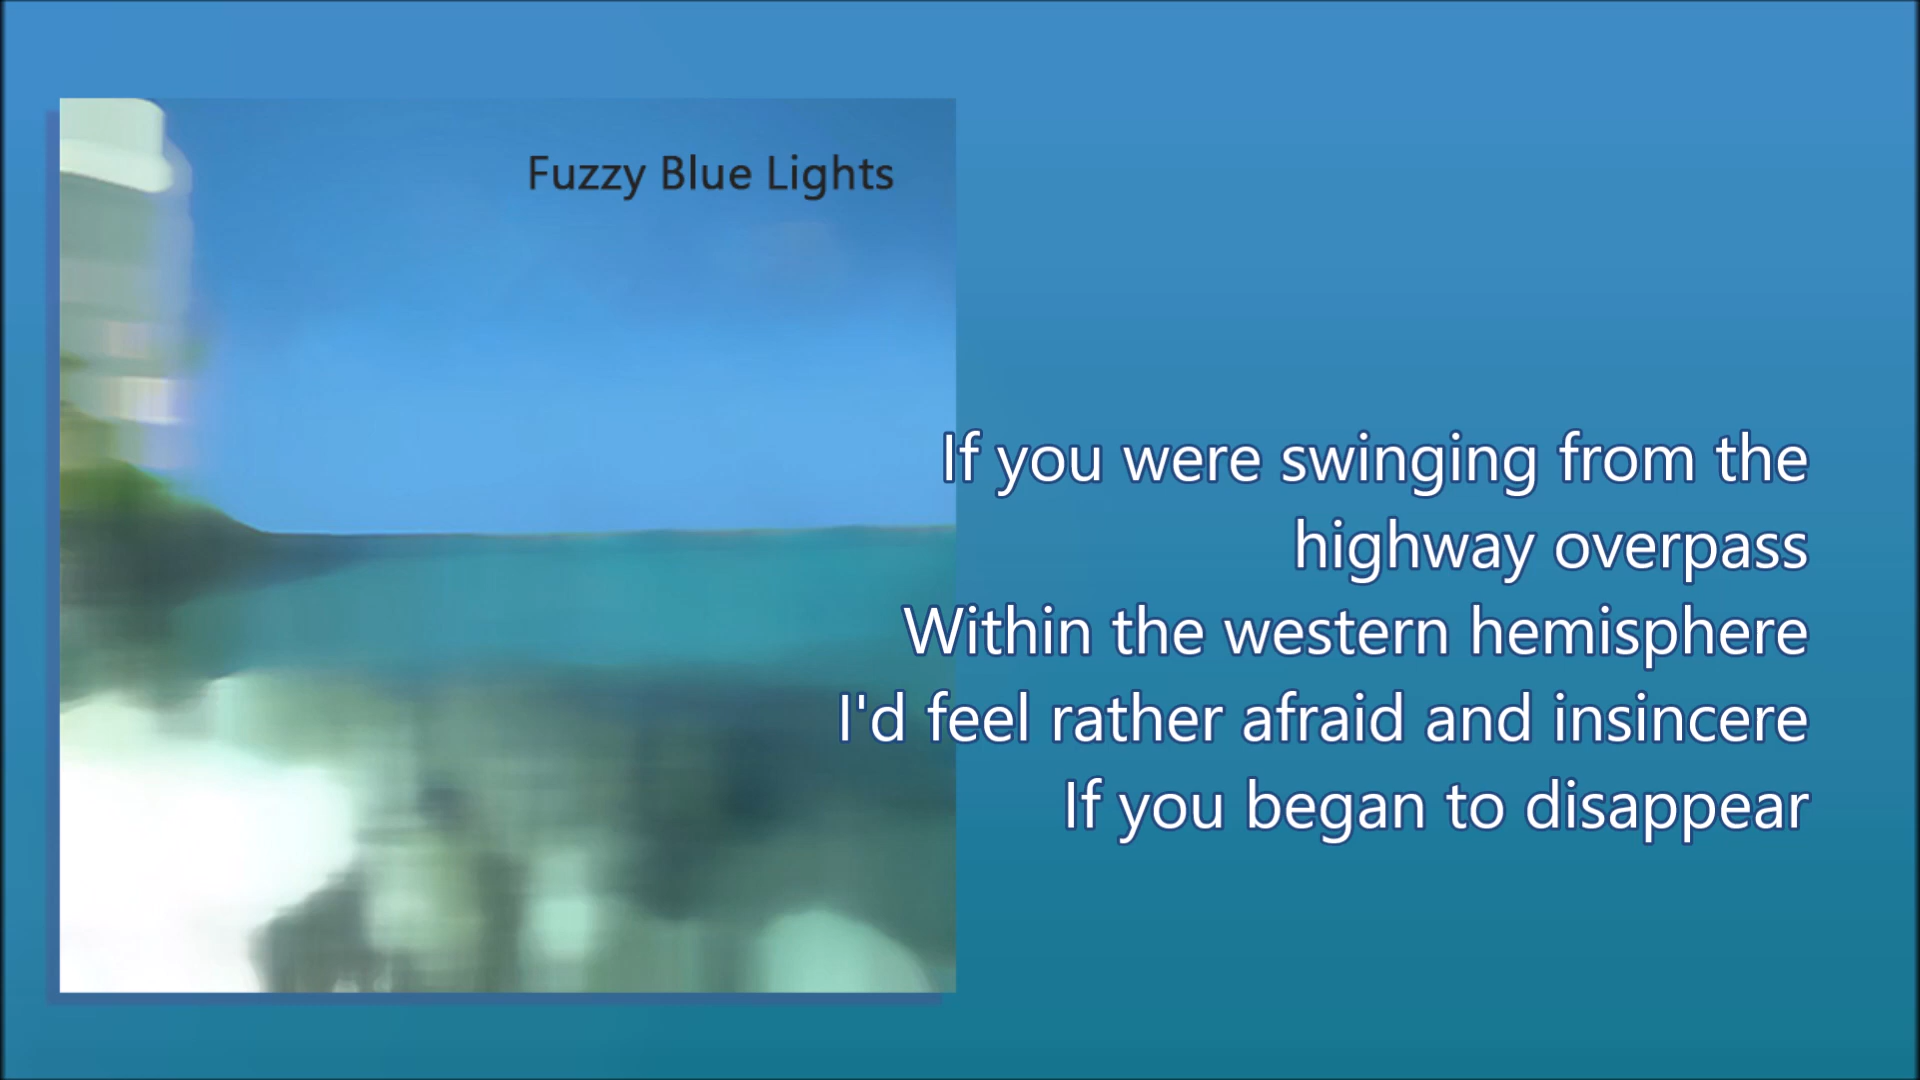 Fuzzy Blue Lights
If you were swinging from the
highway overpass
Within the western hemisphere
I'd feel rather afraid and insincere
If you began to disappear